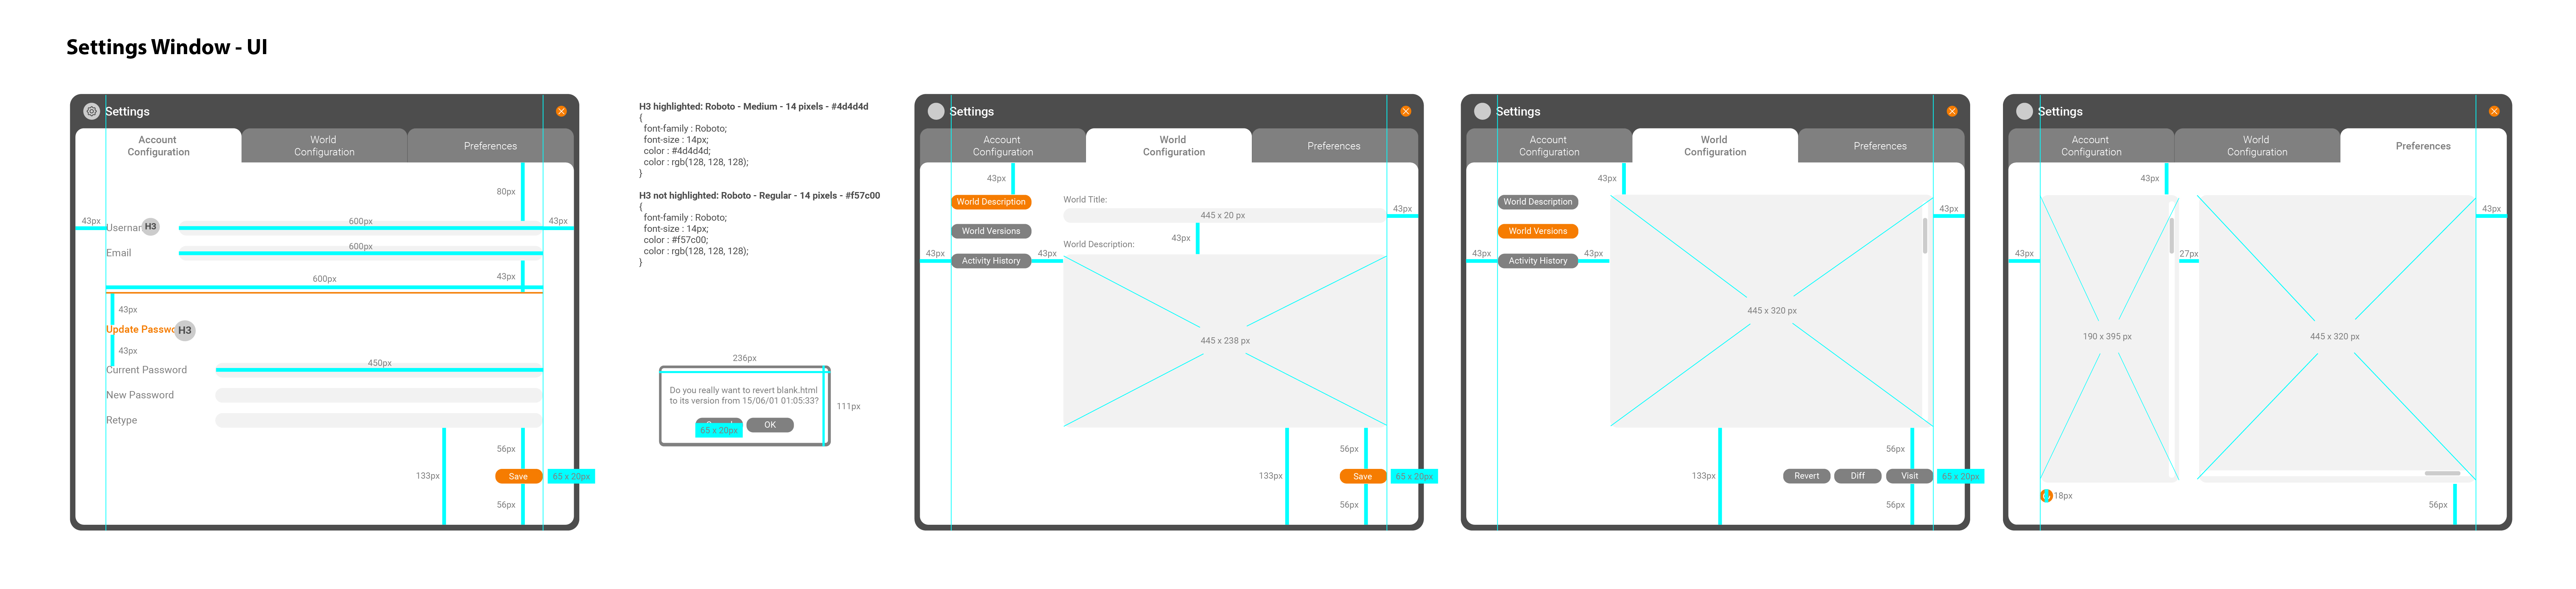 Settings Window - UI
Settings
Account
Configuration
World
Configuration
Preferences
80px
43px
43px
H3
600px
Email
600px
43px
600px
43px
Update
H3
43px
Current Password
450px
New Password
Retype
133px
56px
Save
65 x 20px
56px
H3 highlighted: Roboto - Medium - 14 pixels - #4d4d4d
{
font-family : Roboto;
font-size : 14px;
color : #4d4d4d;
color : rgb(128, 128, 128);
}
H3 not highlighted: Roboto - Regular - 14 pixels - #f57c00
{
font-family : Roboto;
font-size : 14px;
color : #f57c00;
color : rgb(128, 128, 128);
}
236px
Do you really want to revert blank.html
to its version from 15/06/01 01:05:33?
111px
65 x 20px
OK
Settings
Account
Configuration
World
Configuration
Preferences
43px
World Description
World Versions
43px
Activity History
43px
World Title:
445 x 20 px
43px
43px
World Description:
445 x 238 px
133px
56px
Save
65 x 20px
56px
Settings
Account
Configuration
World
Configuration
Preferences
43px
World Description
World Versions
43px
Activity History
43px
43px
445 x 320 px
133px
56px
Revert
Diff
Visit
65 x 20px
56px
Settings
Account
Configuration
World
Configuration
Preferences
43px
43px
43px
27px
190 x 395 px
445 x 320 px
18px
56px